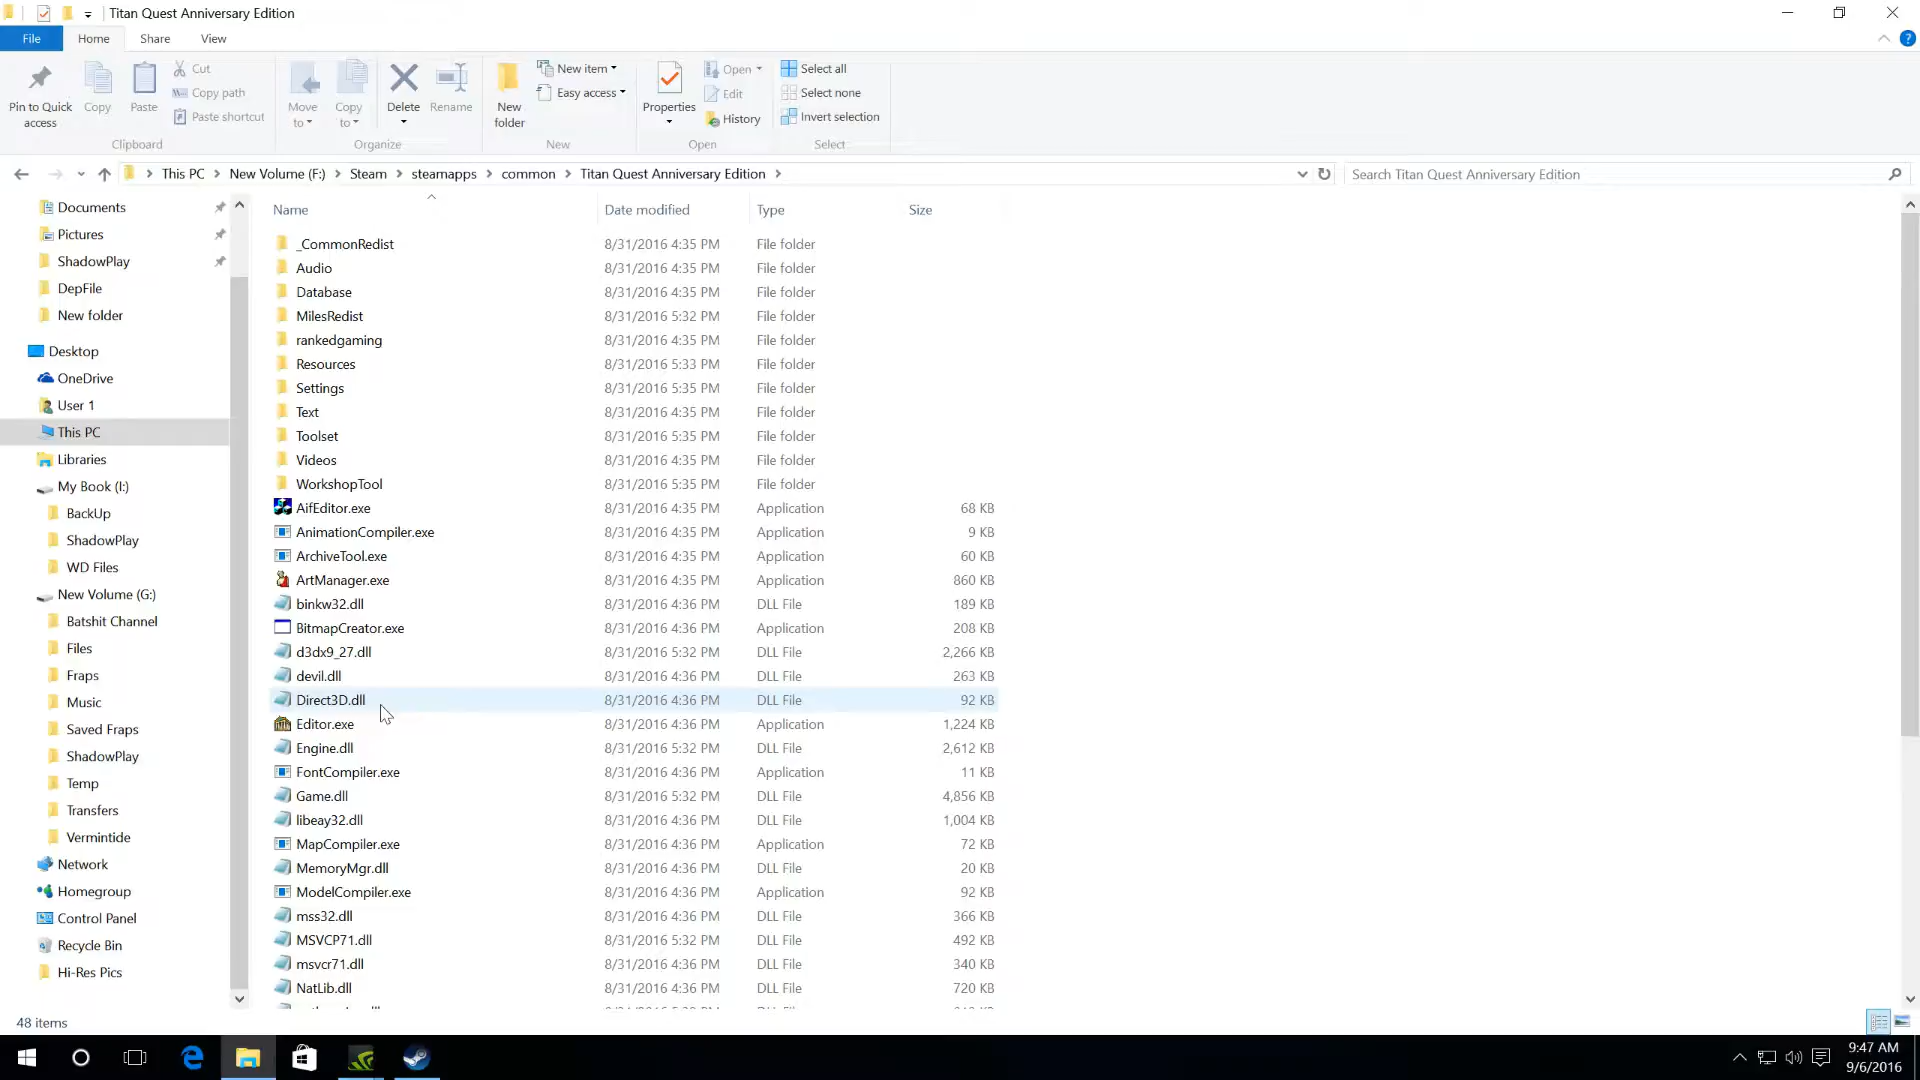 Titan Quest Anniversary Edition
File Home Share View
Pin to Quick access
Copy
Paste
Cut
Copy path
Paste shortcut
Clipboard
Move to
Copy to
Delete
Rename
Organize
New folder
New item
Easy access
New
Properties
Open
Edit
History
Open
Select all
Select none
Invert selection
Select
This PC New Volume (F:) Steam steamapps common Titan Quest Anniversary Edition
Search Titan Quest Anniversary Edition
Documents
Pictures
ShadowPlay
DepFile
New folder
Desktop
OneDrive
User 1
This PC
Libraries
My Book (I:)
BackUp
ShadowPlay
WD Files
New Volume (G:)
Batshit Channel
Files
Fraps
Music
Saved Fraps
ShadowPlay
Temp
Transfers
Vermintide
Network
Homegroup
Control Panel
Recycle Bin
Hi-Res Pics
Name Date modified Type Size
_CommonRedist 8/31/2016 4:35 PM File folder
Audio 8/31/2016 4:35 PM File folder
Database 8/31/2016 4:35 PM File folder
MilesRedist 8/31/2016 5:32 PM File folder
rankedgaming 8/31/2016 4:35 PM File folder
Resources 8/31/2016 5:33 PM File folder
Settings 8/31/2016 5:35 PM File folder
Text 8/31/2016 4:35 PM File folder
Toolset 8/31/2016 5:35 PM File folder
Videos 8/31/2016 4:35 PM File folder
WorkshopTool 8/31/2016 5:35 PM File folder
AifEditor.exe 8/31/2016 4:35 PM Application 68 KB
AnimationCompiler.exe 8/31/2016 4:35 PM Application 9 KB
ArchiveTool.exe 8/31/2016 4:35 PM Application 60 KB
ArtManager.exe 8/31/2016 4:35 PM Application 860 KB
binkw32.dll 8/31/2016 4:36 PM DLL File 189 KB
BitmapCreator.exe 8/31/2016 4:36 PM Application 208 KB
d3dx9_27.dll 8/31/2016 5:32 PM DLL File 2,266 KB
devil.dll 8/31/2016 4:36 PM DLL File 263 KB
Direct3D.dll 8/31/2016 4:36 PM DLL File 92 KB
Editor.exe 8/31/2016 4:36 PM Application 1,224 KB
Engine.dll 8/31/2016 5:32 PM DLL File 2,612 KB
FontCompiler.exe 8/31/2016 4:36 PM Application 11 KB
Game.dll 8/31/2016 5:32 PM DLL File 4,856 KB
libeay32.dll 8/31/2016 4:36 PM DLL File 1,004 KB
MapCompiler.exe 8/31/2016 4:36 PM Application 72 KB
MemoryMgr.dll 8/31/2016 4:36 PM DLL File 20 KB
ModelCompiler.exe 8/31/2016 4:36 PM Application 92 KB
mss32.dll 8/31/2016 4:36 PM DLL File 366 KB
MSVCP71.dll 8/31/2016 5:32 PM DLL File 492 KB
msvcr71.dll 8/31/2016 4:36 PM DLL File 340 KB
NatLib.dll 8/31/2016 4:36 PM DLL File 720 KB
48 items
9:47 AM
9/6/2016